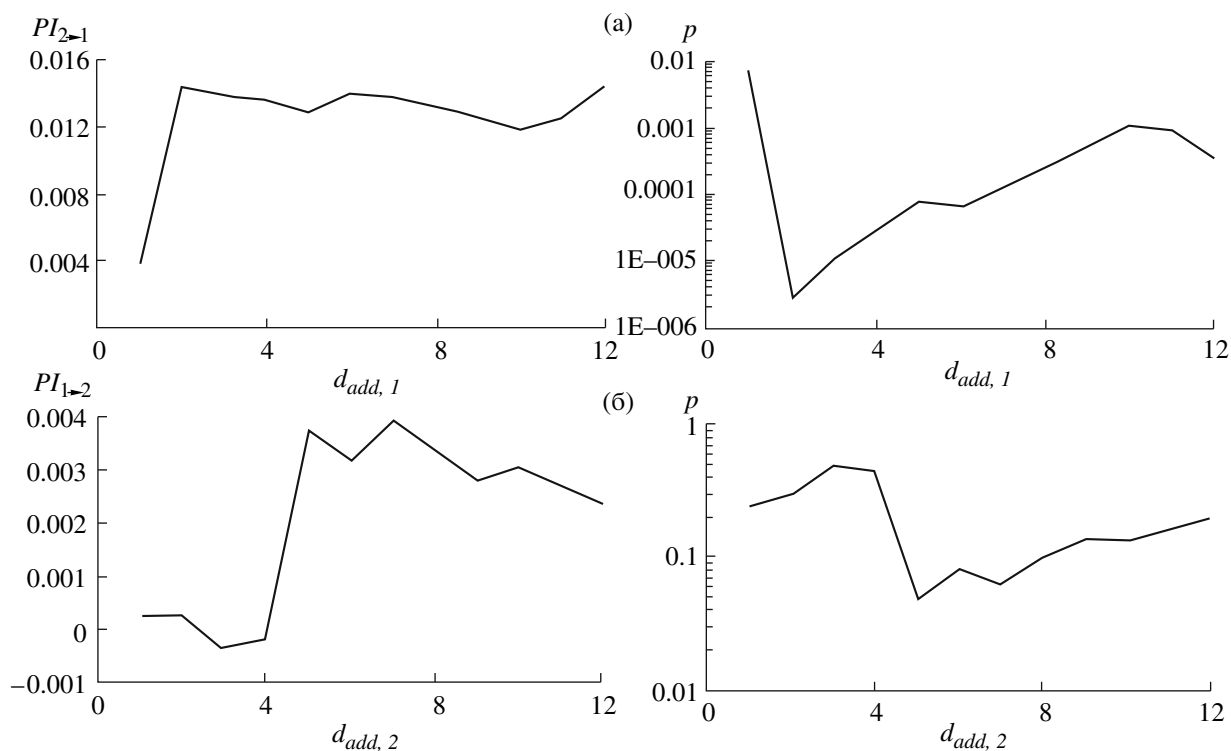 PI2→1 (а) p
0.016
0.012
0.008
0.004
0 4 8 12
dadd, 1
0.01
0.001
0.0001
1E–005
1E–006
0 4 8 12
dadd, 1
PI1→2 (б) p
0.004
0.003
0.002
0.001
0
–0.001
0 4 8 12
dadd, 2
1
0.1
0.01
0 4 8 12
dadd, 2